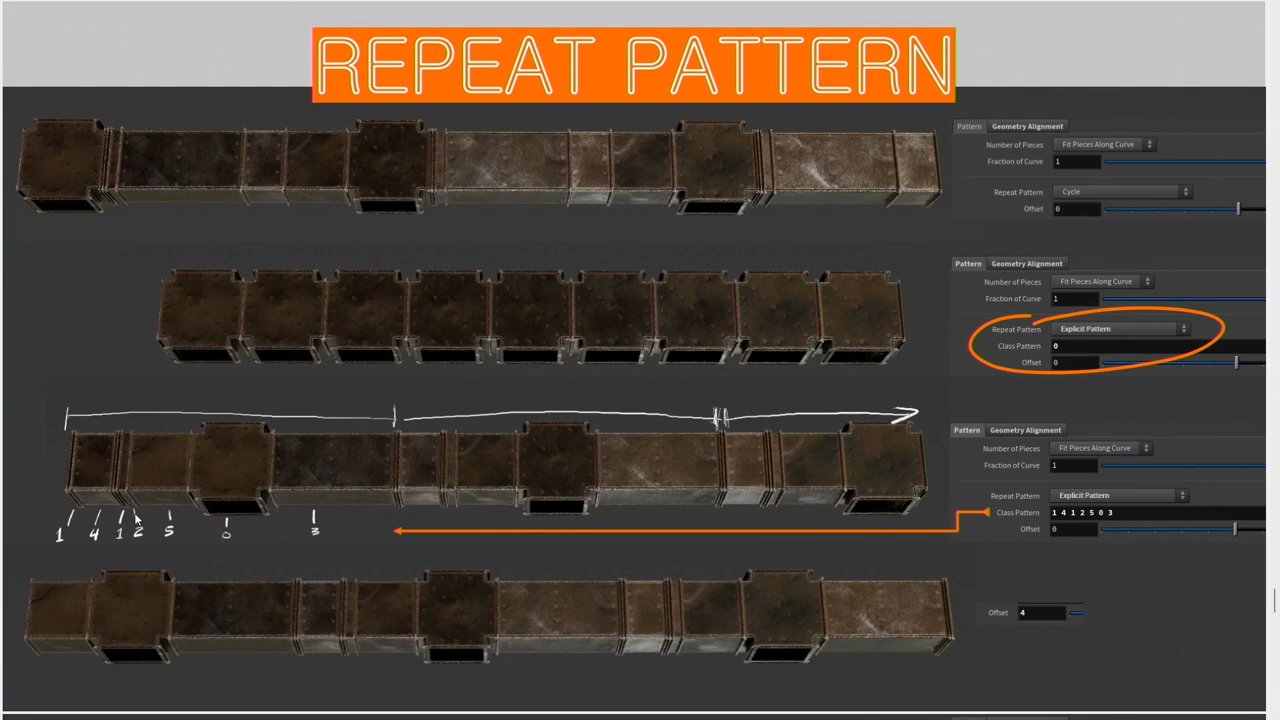 REPEAT PATTERN
Pattern Geometry Alignment
Number of Pieces Fit Pieces Along Curve
Fraction of Curve 1
Repeat Pattern Cycle
Offset 0
Pattern Geometry Alignment
Number of Pieces Fit Pieces Along Curve
Fraction of Curve 1
Repeat Pattern Explicit Pattern
Class Pattern 0
Offset 0
Pattern Geometry Alignment
Number of Pieces Fit Pieces Along Curve
Fraction of Curve 1
Repeat Pattern Explicit Pattern
Class Pattern 1 4 1 2 5 0 3
Offset 0
1 4 1 2 5 0 3
Offset 4